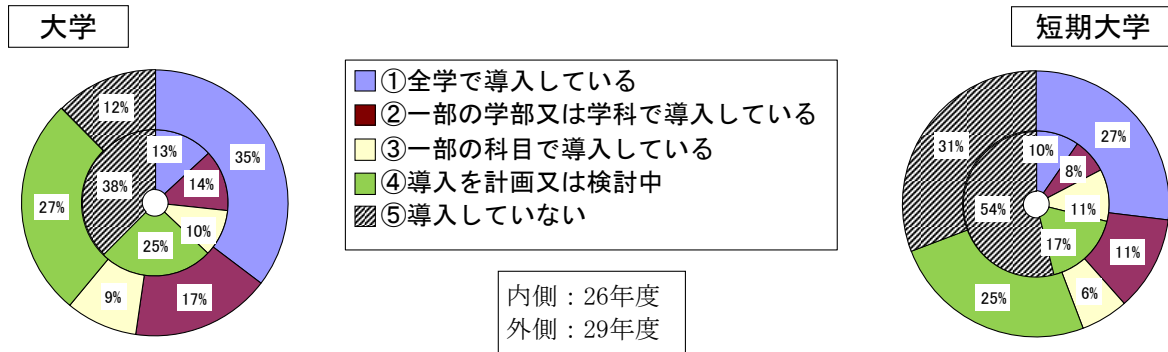 大学
短期大学
12%
13%
35%
38%
14%
27%
10%
25%
9%
17%
①全学で導入している
②一部の学部又は学科で導入している
③一部の科目で導入している
④導入を計画又は検討中
⑤導入していない
内側：26年度
外側：29年度
27%
31%
10%
8%
54%
11%
17%
11%
25%
6%